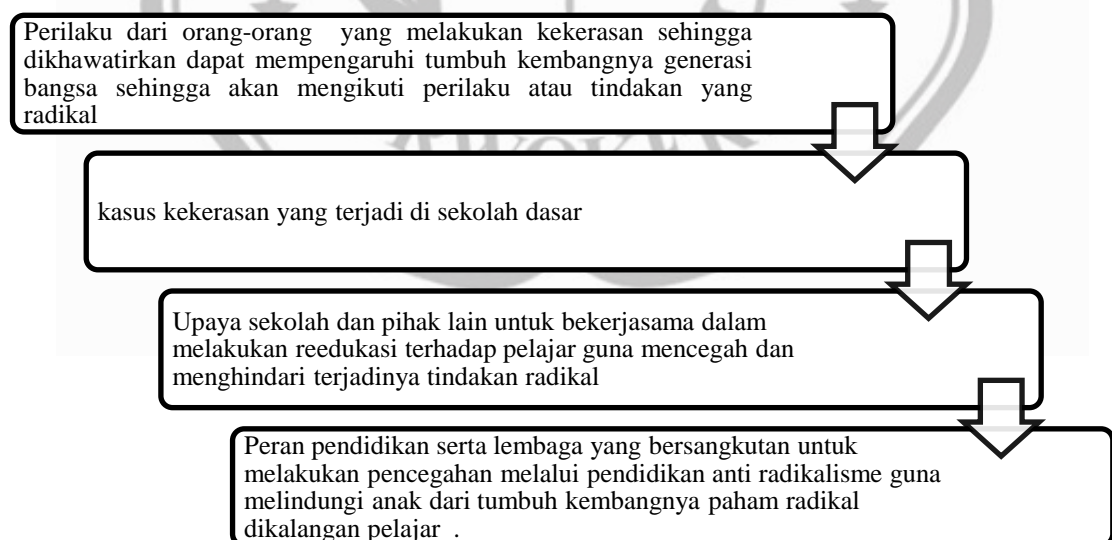 Perilaku dari orang-orang yang melakukan kekerasan sehingga
dikhawatirkan dapat mempengaruhi tumbuh kembangnya generasi
bangsa sehingga akan mengikuti perilaku atau tindakan yang
radikal
kasus kekerasan yang terjadi di sekolah dasar
Upaya sekolah dan pihak lain untuk bekerjasama dalam
melakukan reedukasi terhadap pelajar guna mencegah dan
menghindari terjadinya tindakan radikal
Peran pendidikan serta lembaga yang bersangkutan untuk
melakukan pencegahan melalui pendidikan anti radikalisme guna
melindungi anak dari tumbuh kembangnya paham radikal
dikalangan pelajar .